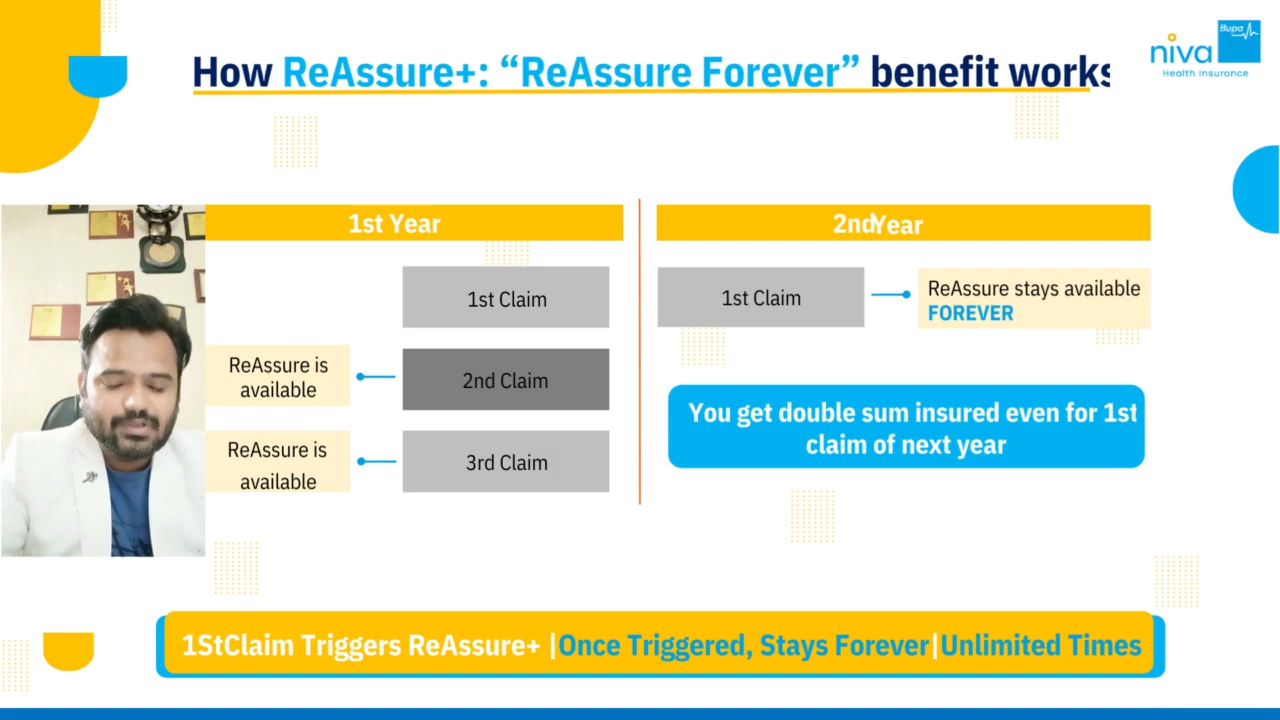 How ReAssure+: “ReAssure Forever” benefit works
Bupa
niva
Health Insurance
1st Year
1st Claim
ReAssure is
available
2nd Claim
ReAssure is
available
3rd Claim
2ndYear
1st Claim
ReAssure stays available
FOREVER
You get double sum insured even for 1st
claim of next year
1StClaim Triggers ReAssure+ |Once Triggered, Stays Forever|Unlimited Times